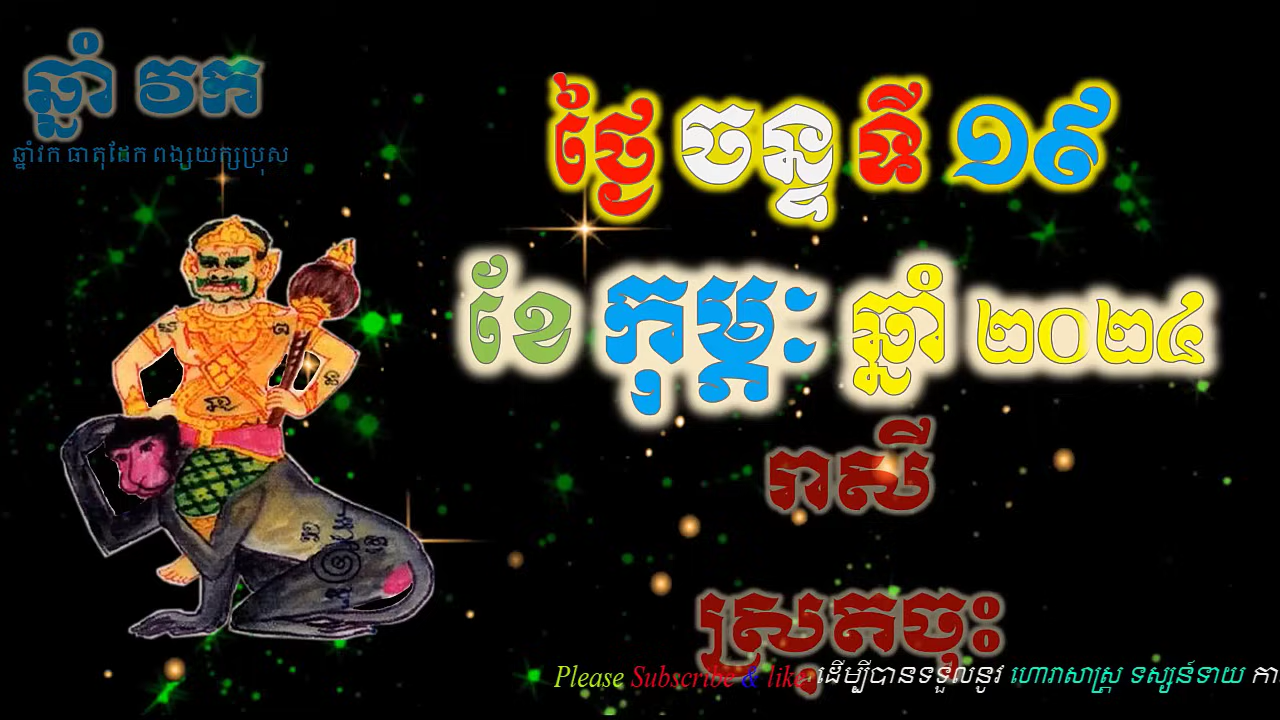 ឆ្នាំ វក
ឆ្នាំវក ធាតុដែក ពង្សយក្សប្រុស
ថ្ងៃ ចន្ទ ទី ១៩
ខែ កុម្ភៈ ឆ្នាំ ២០២៤
រាសី
ស្រុតចុះ
Please Subscribe & like ដើម្បីបានទទួលនូវ ហោរាសាស្ត្រ ទស្សន៍ទាយ កា